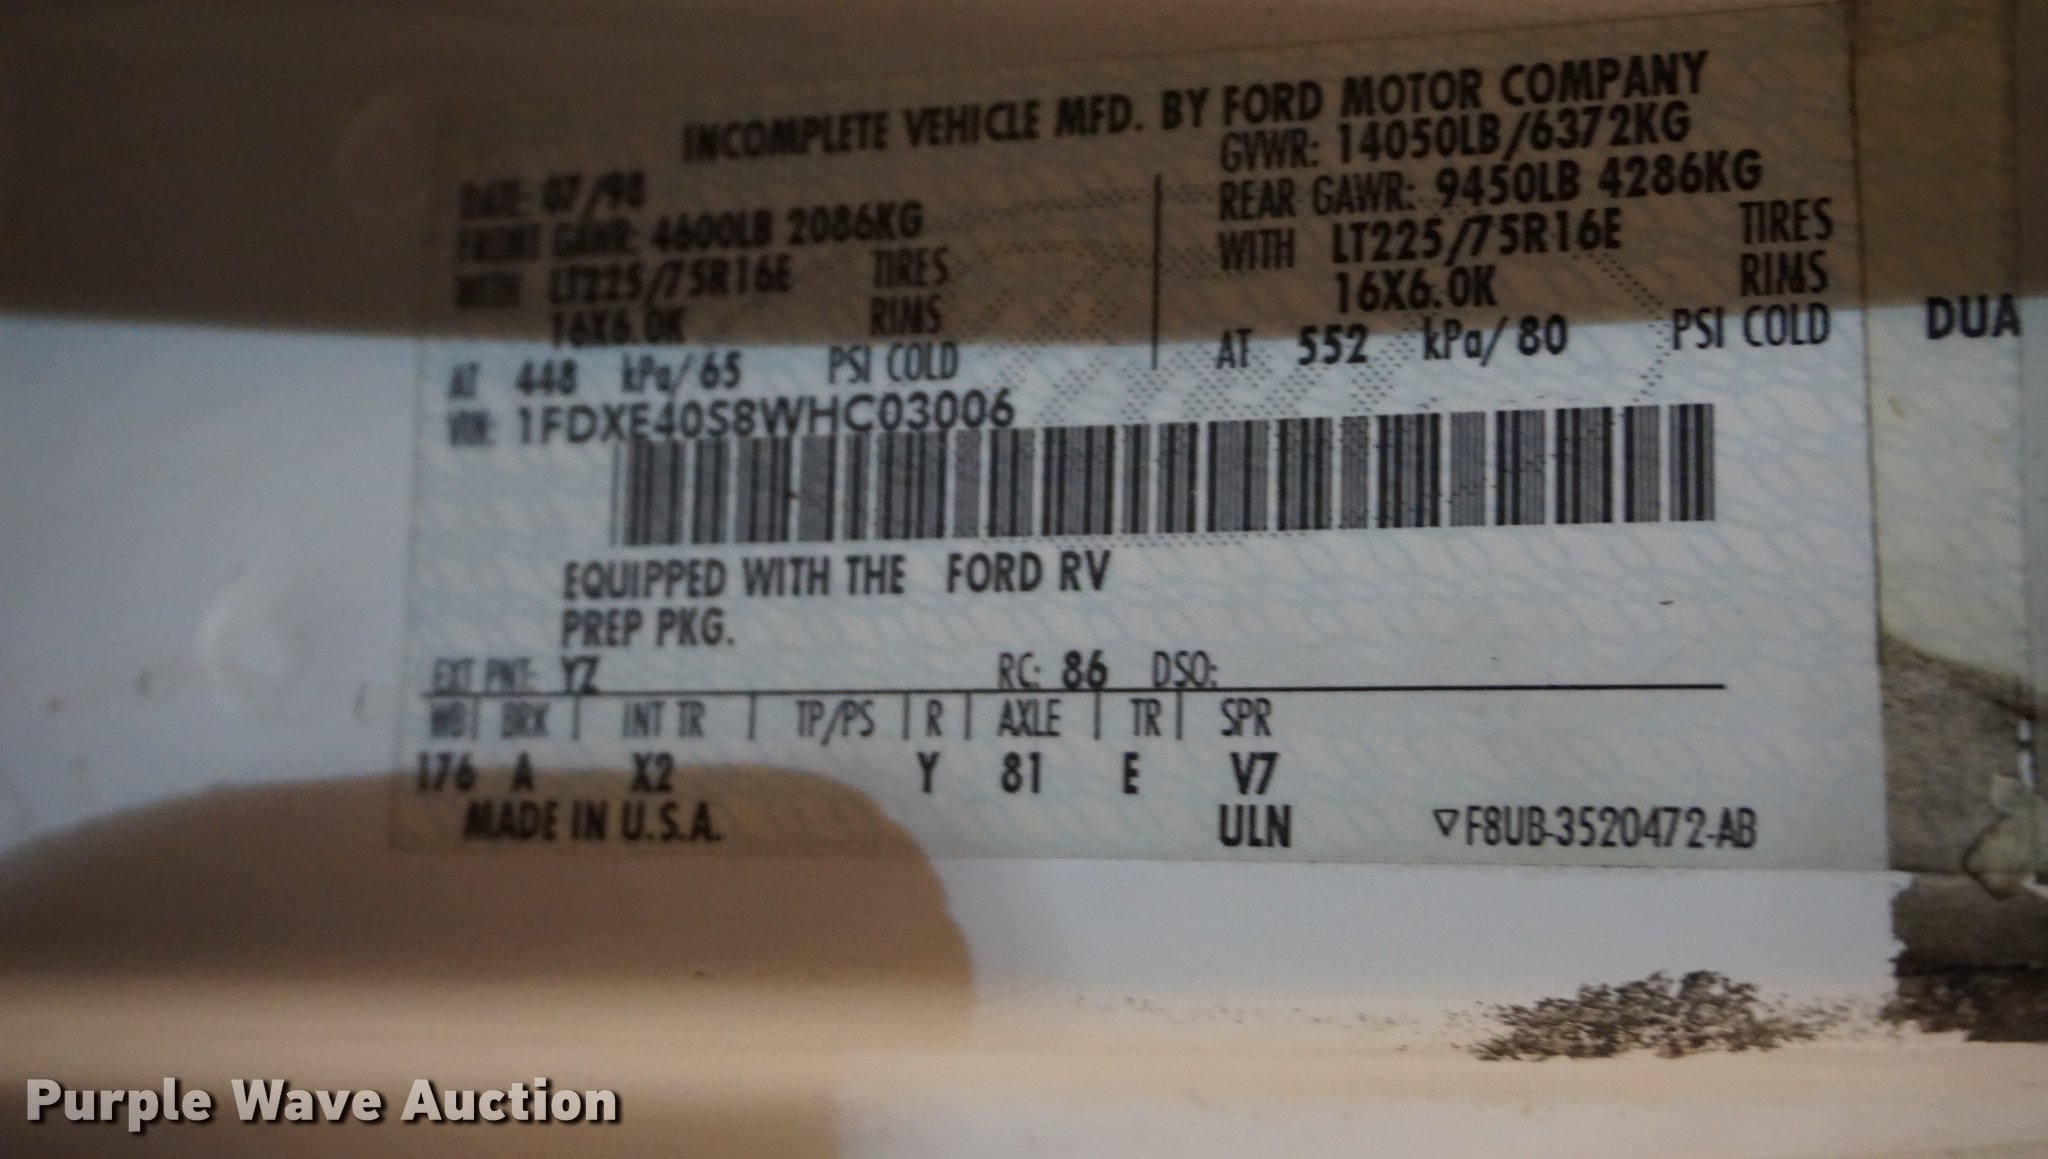 INCOMPLETE VEHICLE MFD. BY FORD MOTOR COMPANY
GVWR: 14050LB/6372KG
DATE: 07/98
FRONT GAWR: 4600LB 2086KG
WITH LT225/75R16E TIRES
16X6.0K RIMS
AT 448 kPa/65 PSI COLD
REAR GAWR: 9450LB 4286KG
WITH LT225/75R16E TIRES
16X6.0K RIMS
AT 552 kPa/80 PSI COLD DUA
VIN: 1FDXE40S8WHC03006
EQUIPPED WITH THE FORD RV
PREP PKG.
EXT PNT: YZ RC: 86 DSO:
WB | BRK | INT TR | TP/PS | R | AXLE | TR | SPR
176 A X2 Y 81 E V7
MADE IN U.S.A. ULN ▽F8UB-3520472-AB
Purple Wave Auction